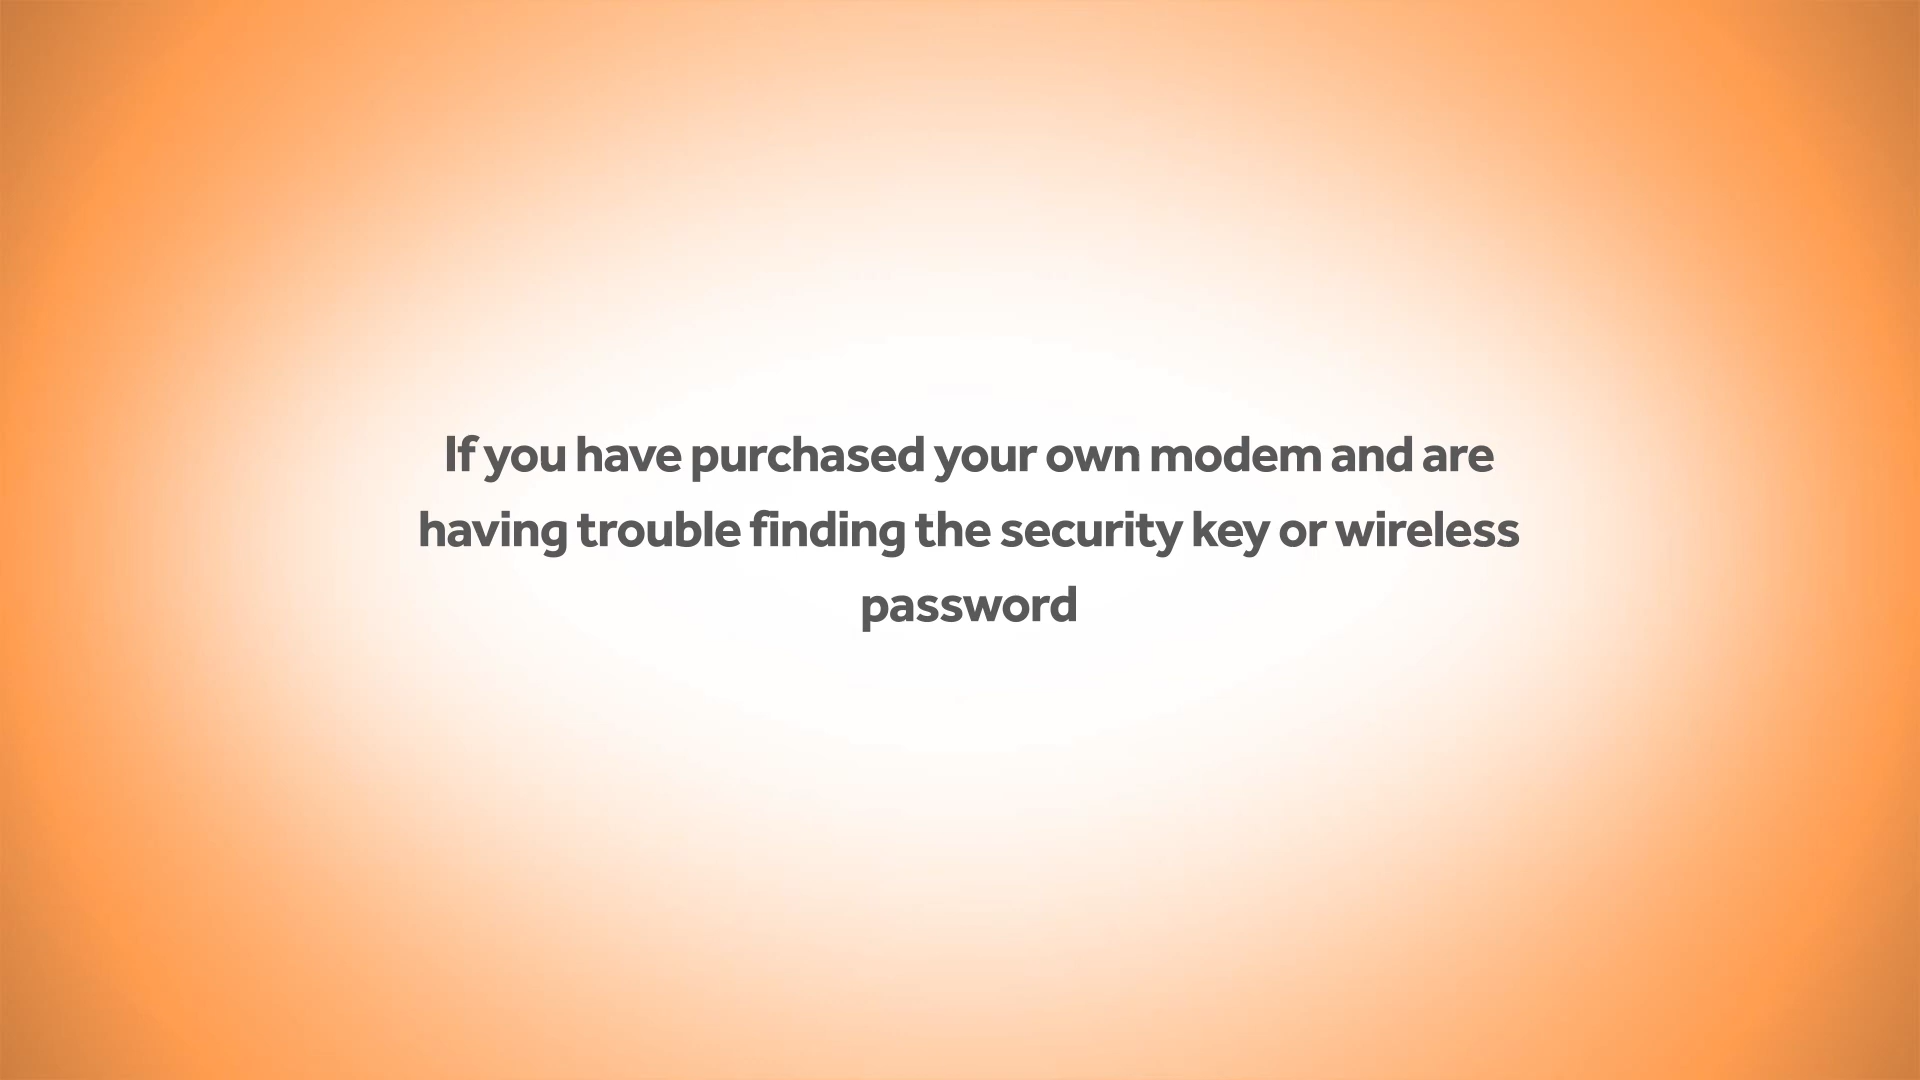 If you have purchased your own modem and are
having trouble finding the security key or wireless
password